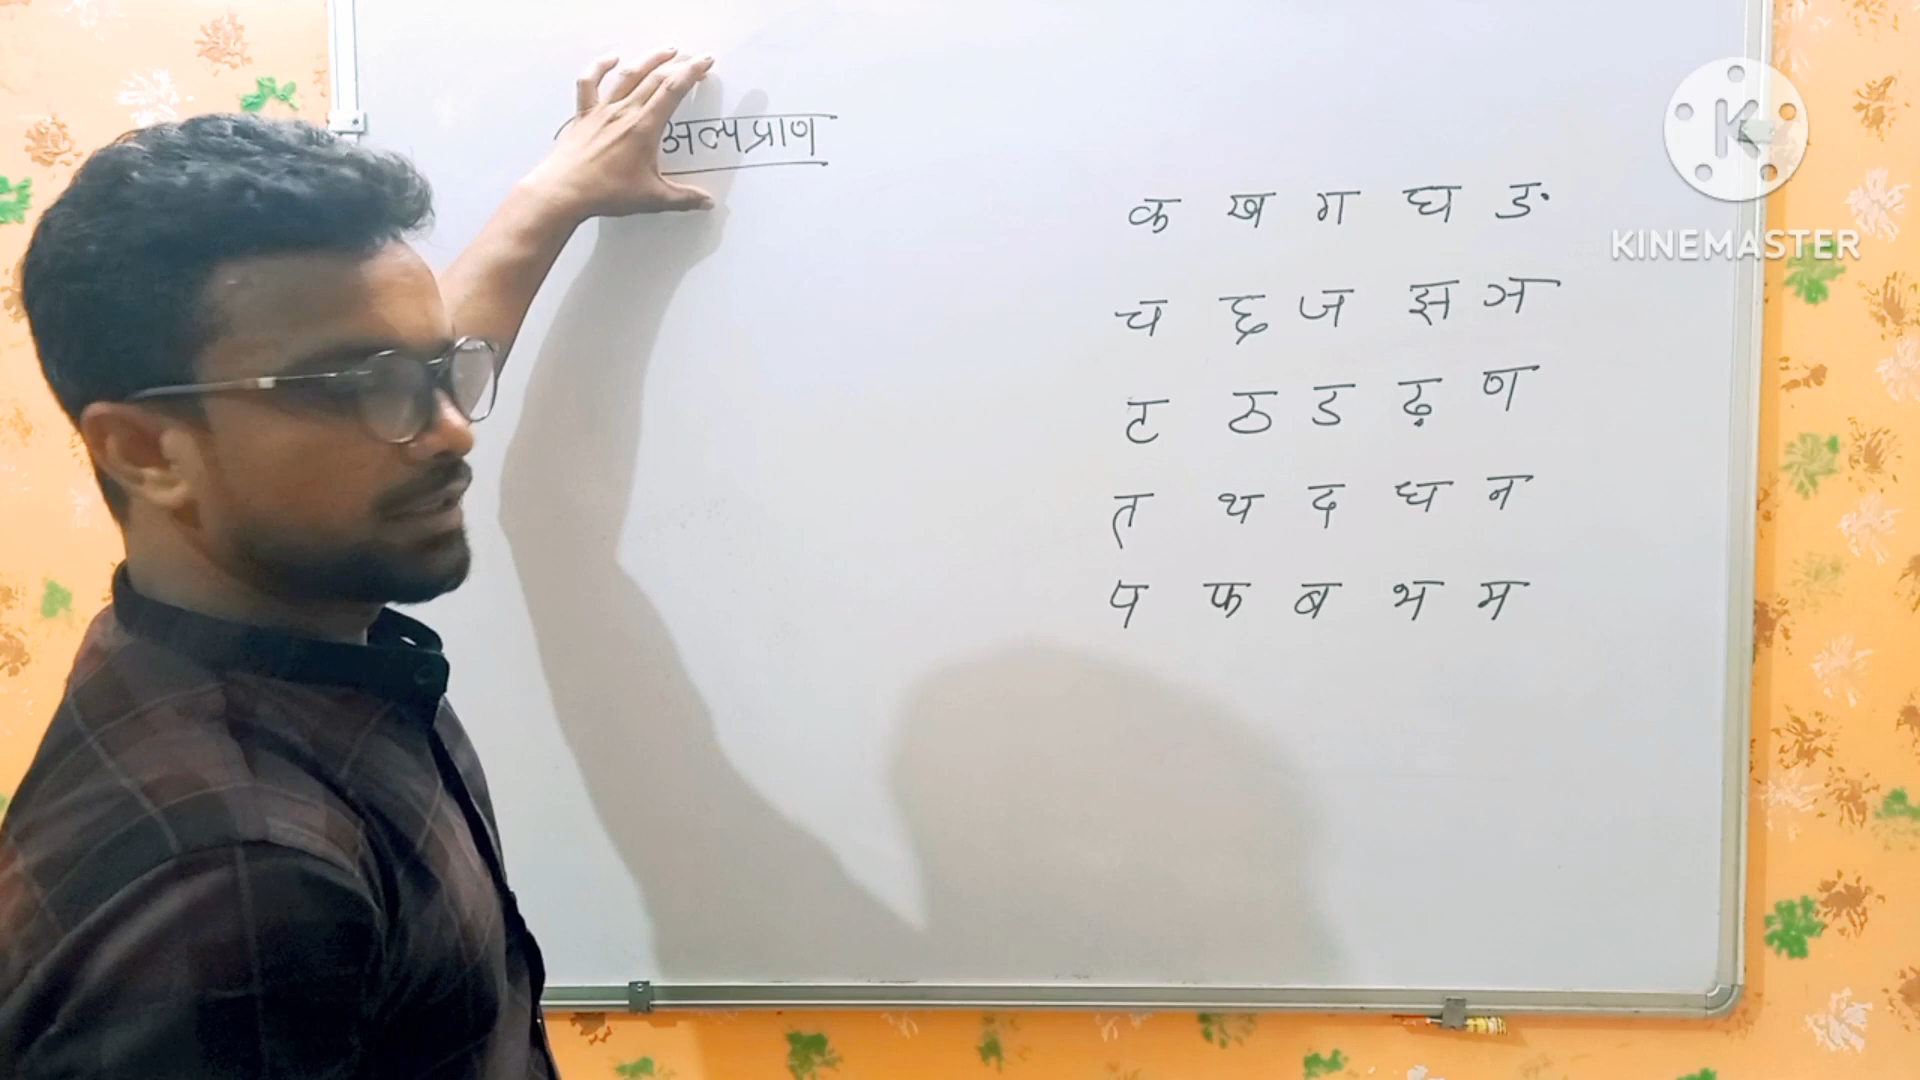 अल्पप्राण
क ख ग घ ङ
च छ ज झ ञ
ट ठ ड ढ़ ण
त थ द ध न
प फ ब भ म
K
KINEMASTER